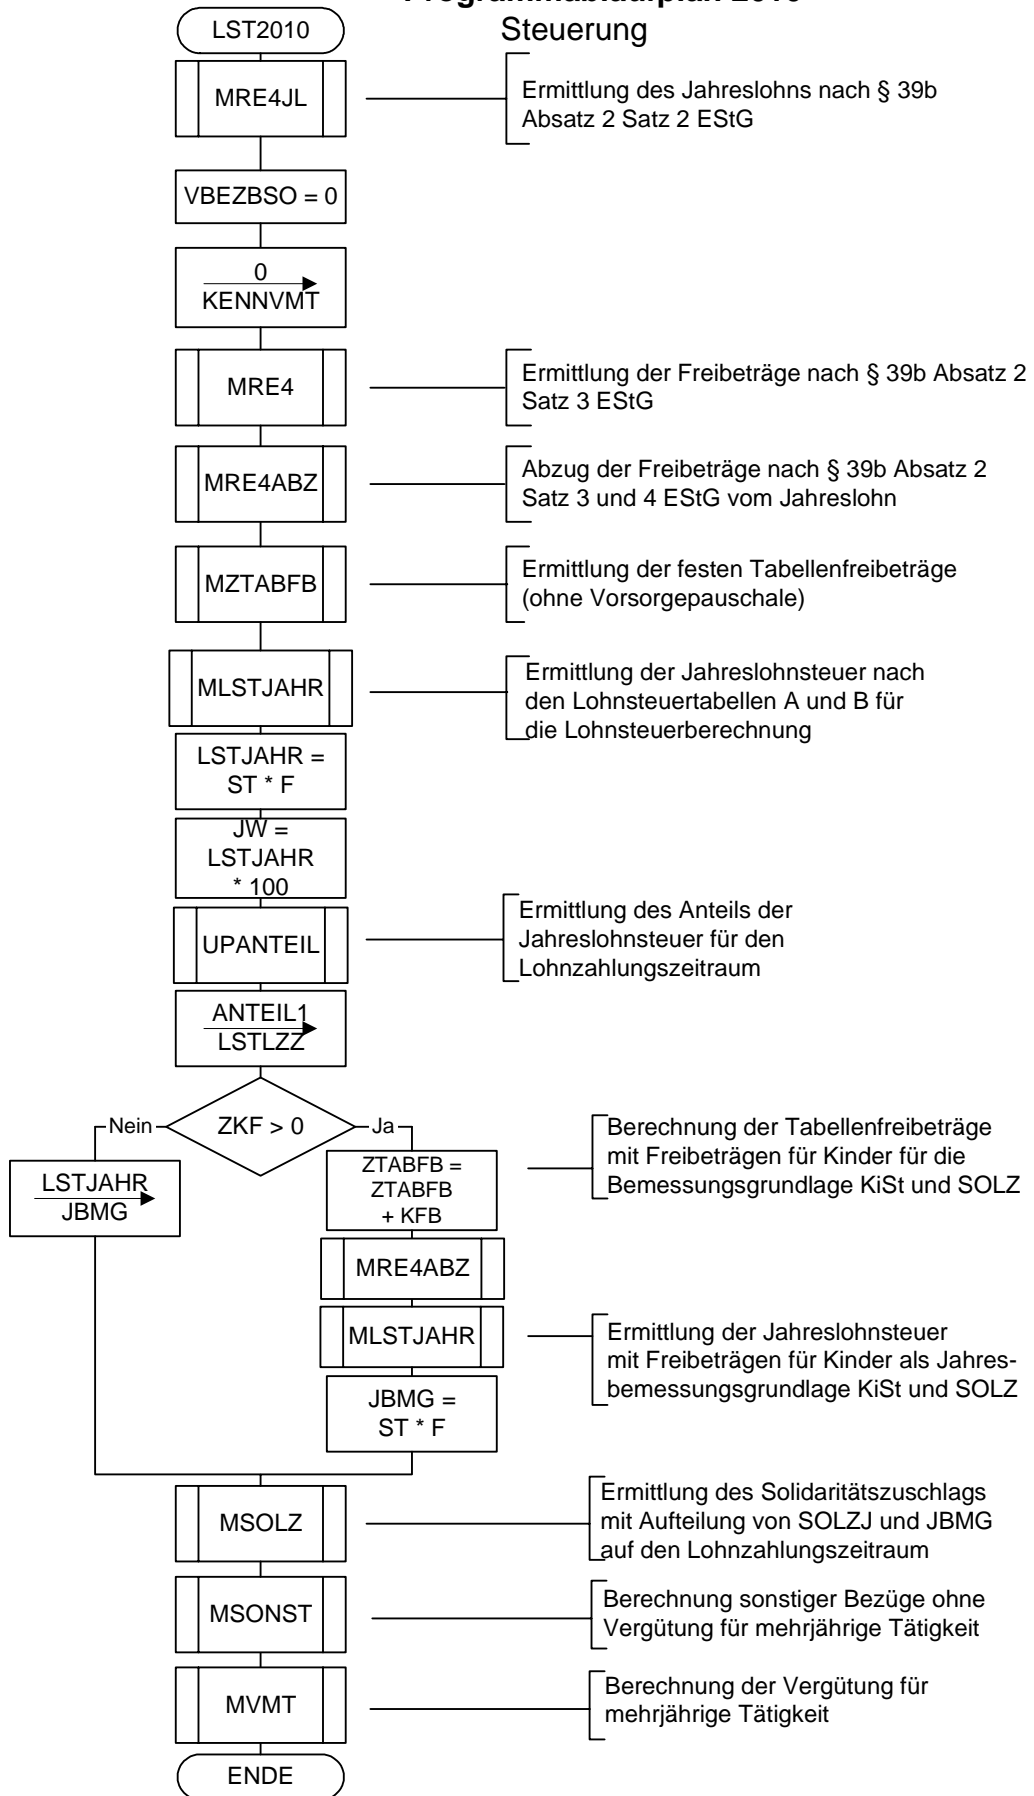 Programmablaufplan 2010
Steuerung
LST2010
MRE4JL
Ermittlung des Jahreslohns nach § 39b
Absatz 2 Satz 2 EStG
VBEZBSO = 0
0
KENNVMT
MRE4
Ermittlung der Freibeträge nach § 39b Absatz 2
Satz 3 EStG
MRE4ABZ
Abzug der Freibeträge nach § 39b Absatz 2
Satz 3 und 4 EStG vom Jahreslohn
MZTABFB
Ermittlung der festen Tabellenfreibeträge
(ohne Vorsorgepauschale)
MLSTJAHR
Ermittlung der Jahreslohnsteuer nach
den Lohnsteuertabellen A und B für
die Lohnsteuerberechnung
LSTJAHR =
ST * F
JW =
LSTJAHR
* 100
UPANTEIL
Ermittlung des Anteils der
Jahreslohnsteuer für den
Lohnzahlungszeitraum
ANTEIL1
LSTLZZ
Nein
ZKF > 0
Ja
LSTJAHR
JBMG
ZTABFB =
ZTABFB
+ KFB
Berechnung der Tabellenfreibeträge
mit Freibeträgen für Kinder für die
Bemessungsgrundlage KiSt und SOLZ
MRE4ABZ
MLSTJAHR
Ermittlung der Jahreslohnsteuer
mit Freibeträgen für Kinder als Jahres-
bemessungsgrundlage KiSt und SOLZ
JBMG =
ST * F
MSOLZ
Ermittlung des Solidaritätszuschlags
mit Aufteilung von SOLZJ und JBMG
auf den Lohnzahlungszeitraum
MSONST
Berechnung sonstiger Bezüge ohne
Vergütung für mehrjährige Tätigkeit
MVMT
Berechnung der Vergütung für
mehrjährige Tätigkeit
ENDE